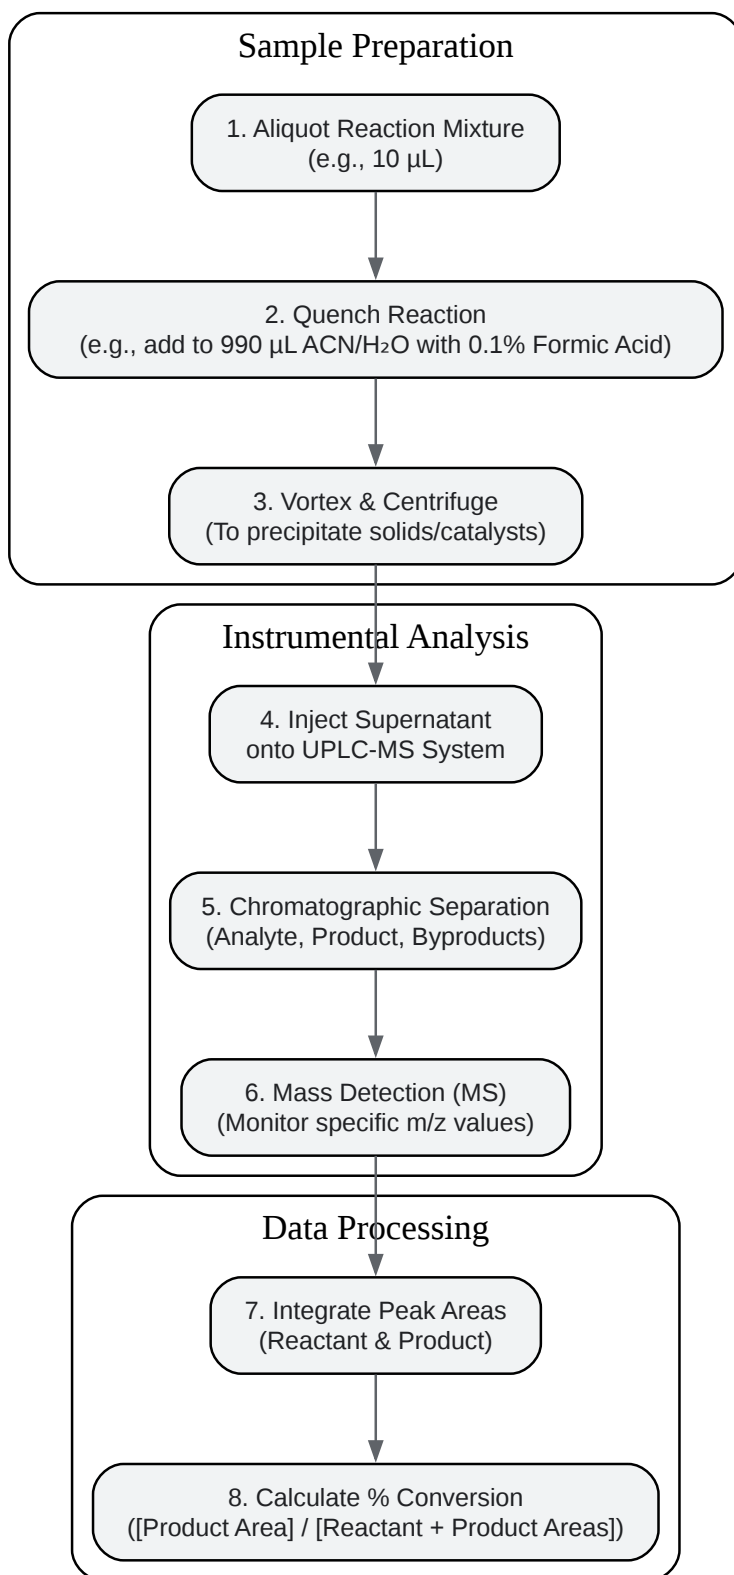 Sample Preparation
1. Aliquot Reaction Mixture
(e.g., 10 µL)
2. Quench Reaction
(e.g., add to 990 µL ACN/H₂O with 0.1% Formic Acid)
3. Vortex & Centrifuge
(To precipitate solids/catalysts)
Instrumental Analysis
4. Inject Supernatant
onto UPLC-MS System
5. Chromatographic Separation
(Analyte, Product, Byproducts)
6. Mass Detection (MS)
(Monitor specific m/z values)
Data Processing
7. Integrate Peak Areas
(Reactant & Product)
8. Calculate % Conversion
([Product Area] / [Reactant + Product Areas])